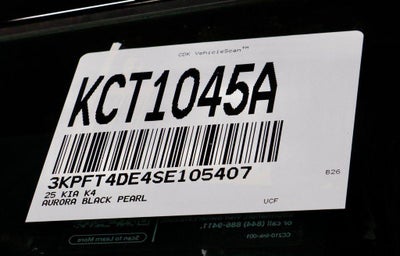 CDK VehicleScan™
KCT1045A
3KPFT4DE4SE105407
25 KIA K4
AURORA BLACK PEARL
B26
UCF